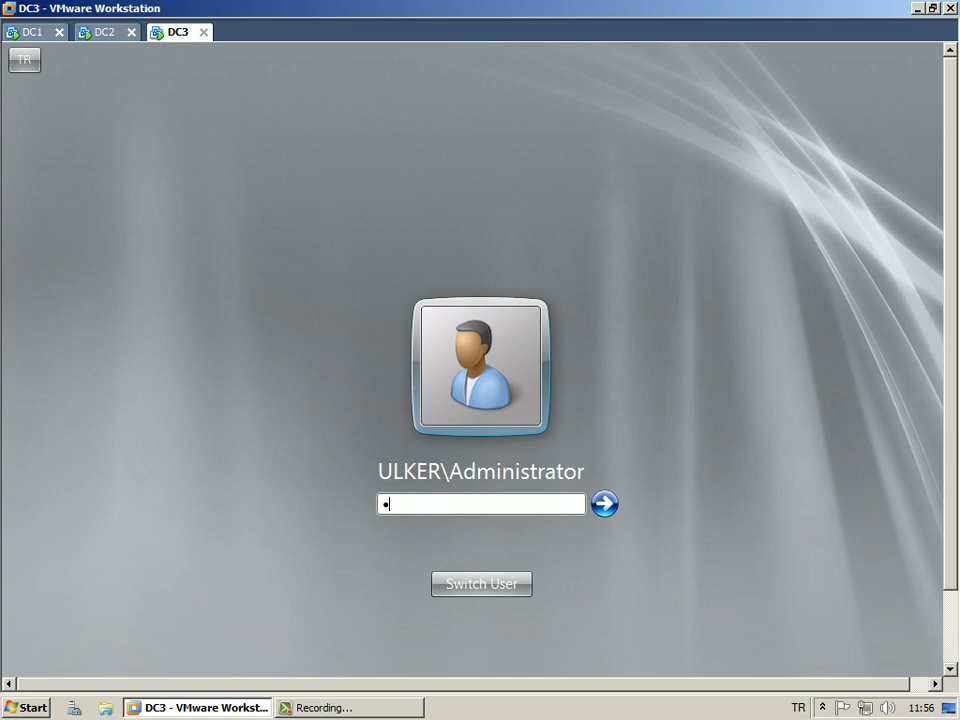 DC3 - VMware Workstation
DC1
DC2
DC3
TR
ULKER\Administrator
Switch User
Start
DC3 - VMware Workst...
Recording...
TR
11:56